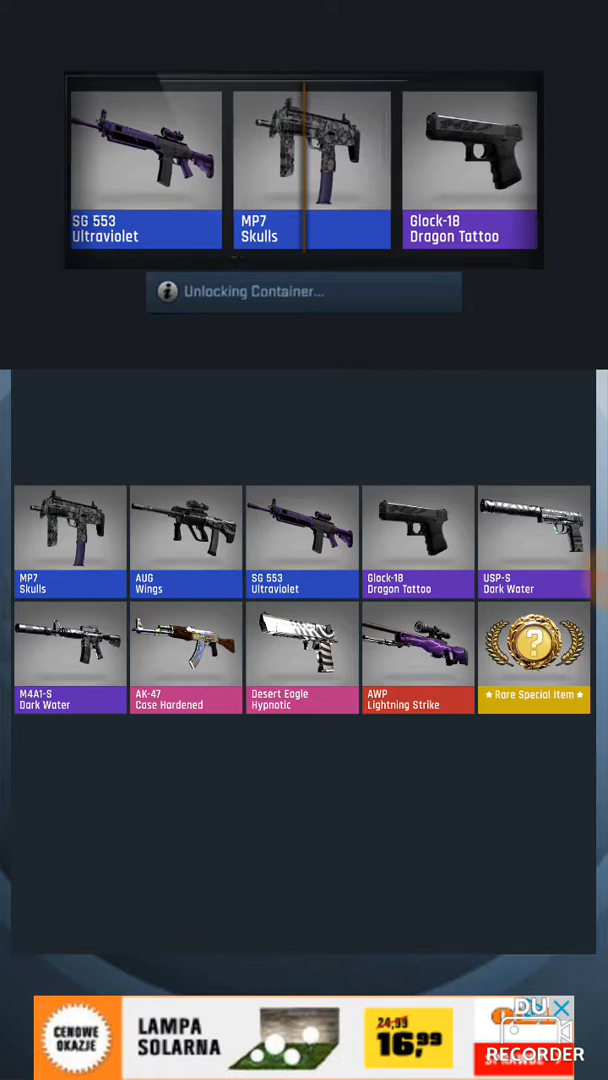 SG 553
Ultraviolet
MP7
Skulls
Glock-18
Dragon Tattoo
Unlocking Container...
MP7
Skulls
AUG
Wings
SG 553
Ultraviolet
Glock-18
Dragon Tattoo
USP-S
Dark Water
M4A1-S
Dark Water
AK-47
Case Hardened
Desert Eagle
Hypnotic
AWP
Lightning Strike
★ Rare Special Item ★
CENOWE
OKAZJE
LAMPA
SOLARNA
24,99
16,99
DU
RECORDER